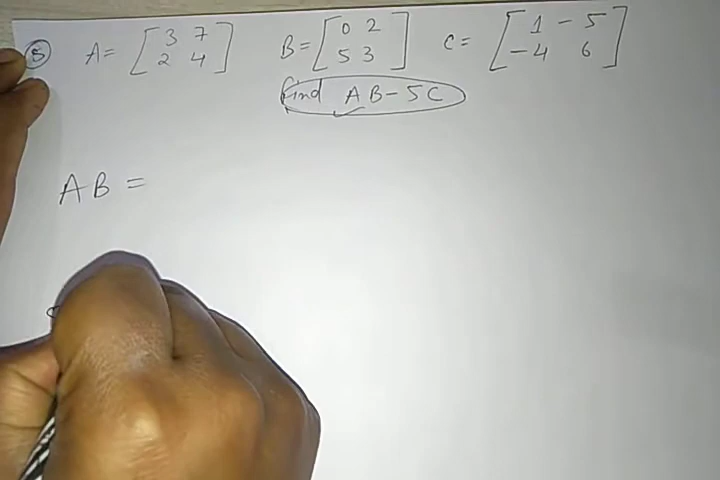 5 A = [ 3 7 B = [ 0 2 C = [ 1 - 5
2 4 ] 5 3 ] - 4 6 ]
find AB - 5C
AB =